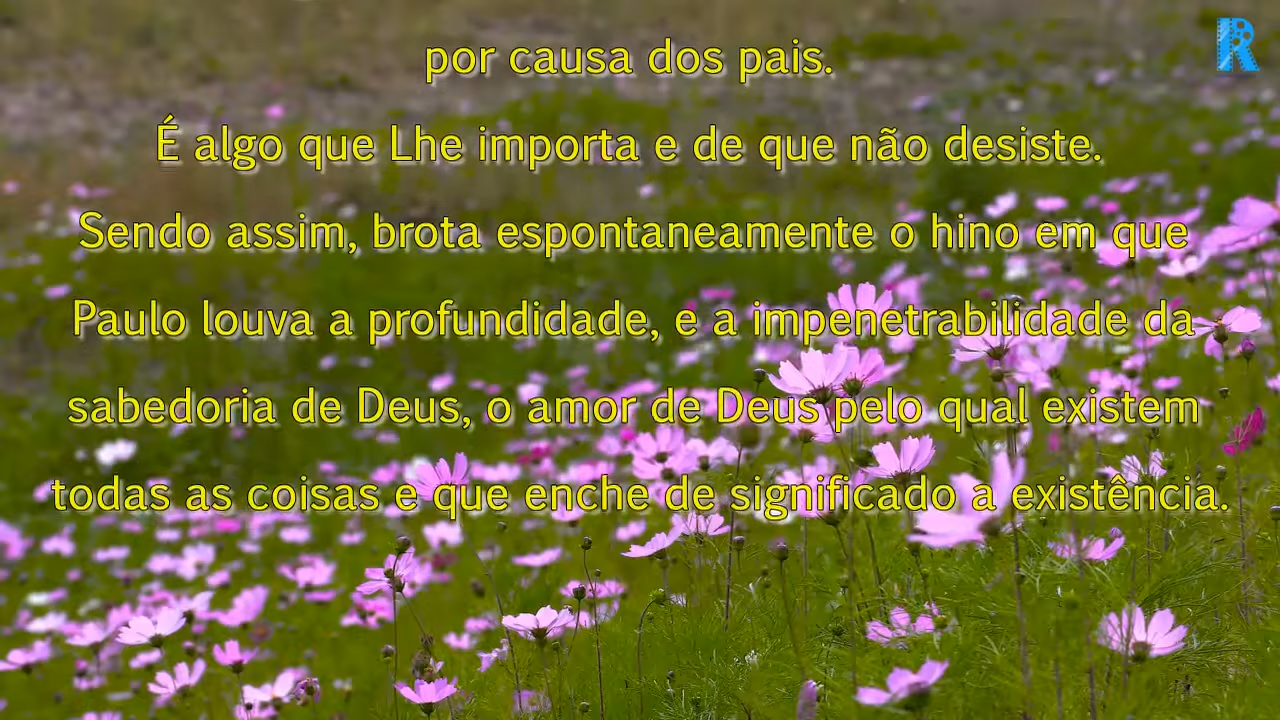 por causa dos pais.
É algo que Lhe importa e de que não desiste.
Sendo assim, brota espontaneamente o hino em que
Paulo louva a profundidade, e a impenetrabilidade da
sabedoria de Deus, o amor de Deus pelo qual existem
todas as coisas e que enche de significado a existência.
R